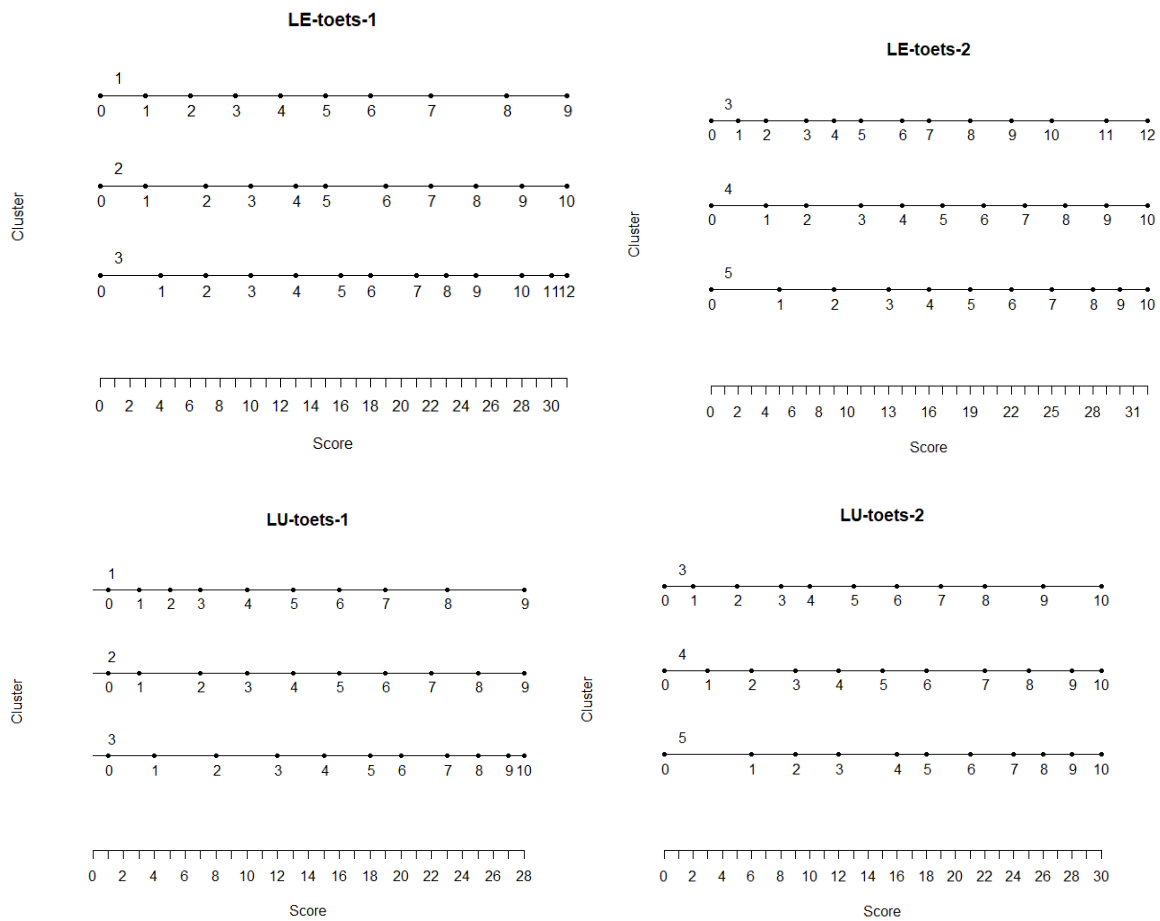 LE-toets-1
Cluster
1
0 1 2 3 4 5 6 7 8 9
2
0 1 2 3 4 5 6 7 8 9 10
3
0 1 2 3 4 5 6 7 8 9 10 11 12
0 2 4 6 8 10 12 14 16 18 20 22 24 26 28 30
Score
LE-toets-2
Cluster
3
0 1 2 3 4 5 6 7 8 9 10 11 12
4
0 1 2 3 4 5 6 7 8 9 10
5
0 1 2 3 4 5 6 7 8 9 10
0 2 4 6 8 10 13 16 19 22 25 28 31
Score
LU-toets-1
Cluster
1
0 1 2 3 4 5 6 7 8 9
2
0 1 2 3 4 5 6 7 8 9
3
0 1 2 3 4 5 6 7 8 9 10
0 2 4 6 8 10 12 14 16 18 20 22 24 26 28
Score
LU-toets-2
Cluster
3
0 1 2 3 4 5 6 7 8 9 10
4
0 1 2 3 4 5 6 7 8 9 10
5
0 1 2 3 4 5 6 7 8 9 10
0 2 4 6 8 10 12 14 16 18 20 22 24 26 28 30
Score